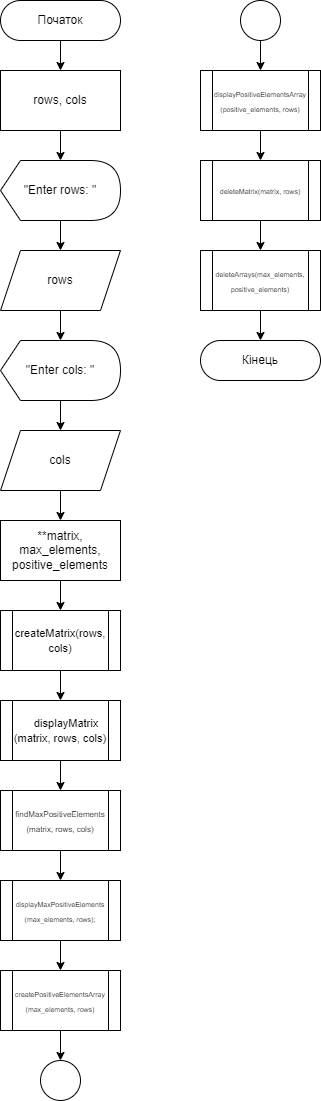 Початок
rows, cols
"Enter rows: "
rows
"Enter cols: "
cols
**matrix,
max_elements,
positive_elements
createMatrix(rows,
cols)
displayMatrix
(matrix, rows, cols)
findMaxPositiveElements
(matrix, rows, cols)
displayMaxPositiveElements
(max_elements, rows);
createPositiveElementsArray
(max_elements, rows)
displayPositiveElementsArray
(positive_elements, rows)
deleteMatrix(matrix, rows)
deleteArrays(max_elements,
positive_elements)
Кінець